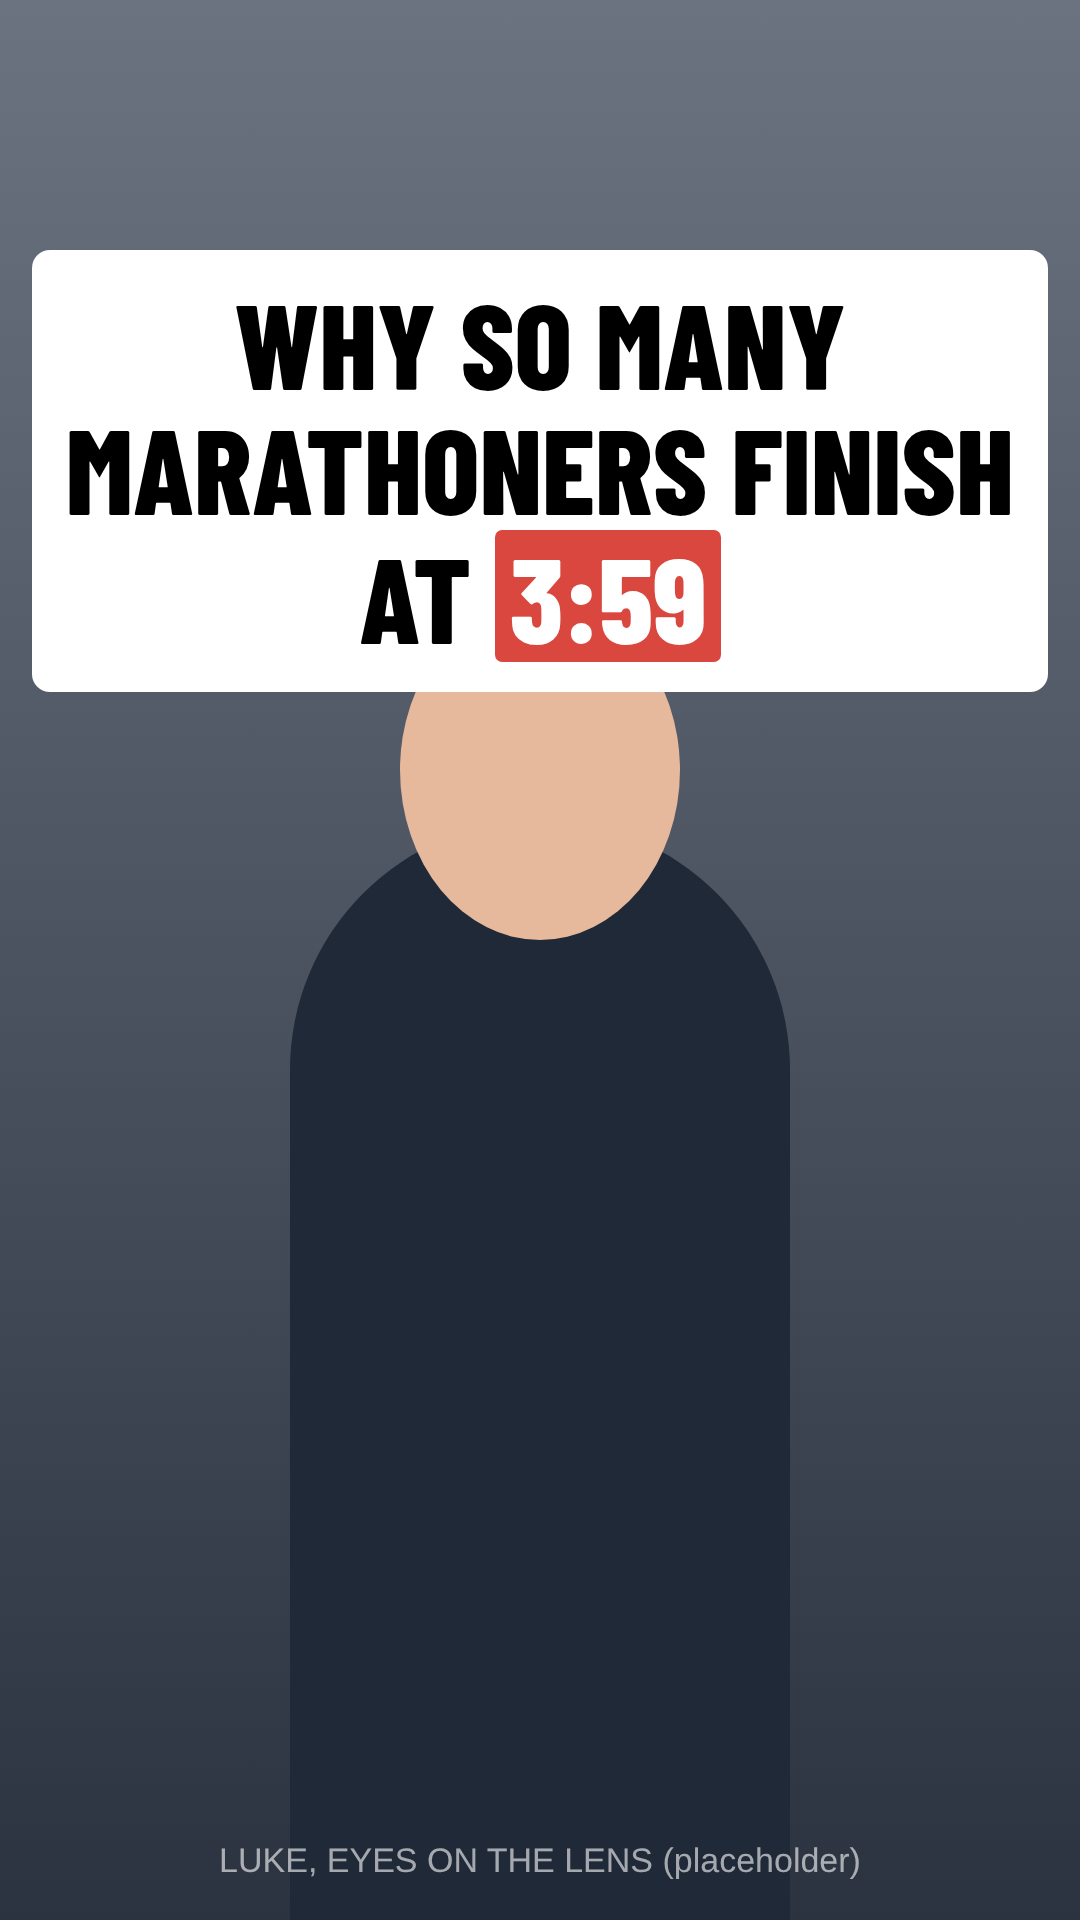 WHY SO MANY
MARATHONERS FINISH
AT 3:59
LUKE, EYES ON THE LENS (placeholder)